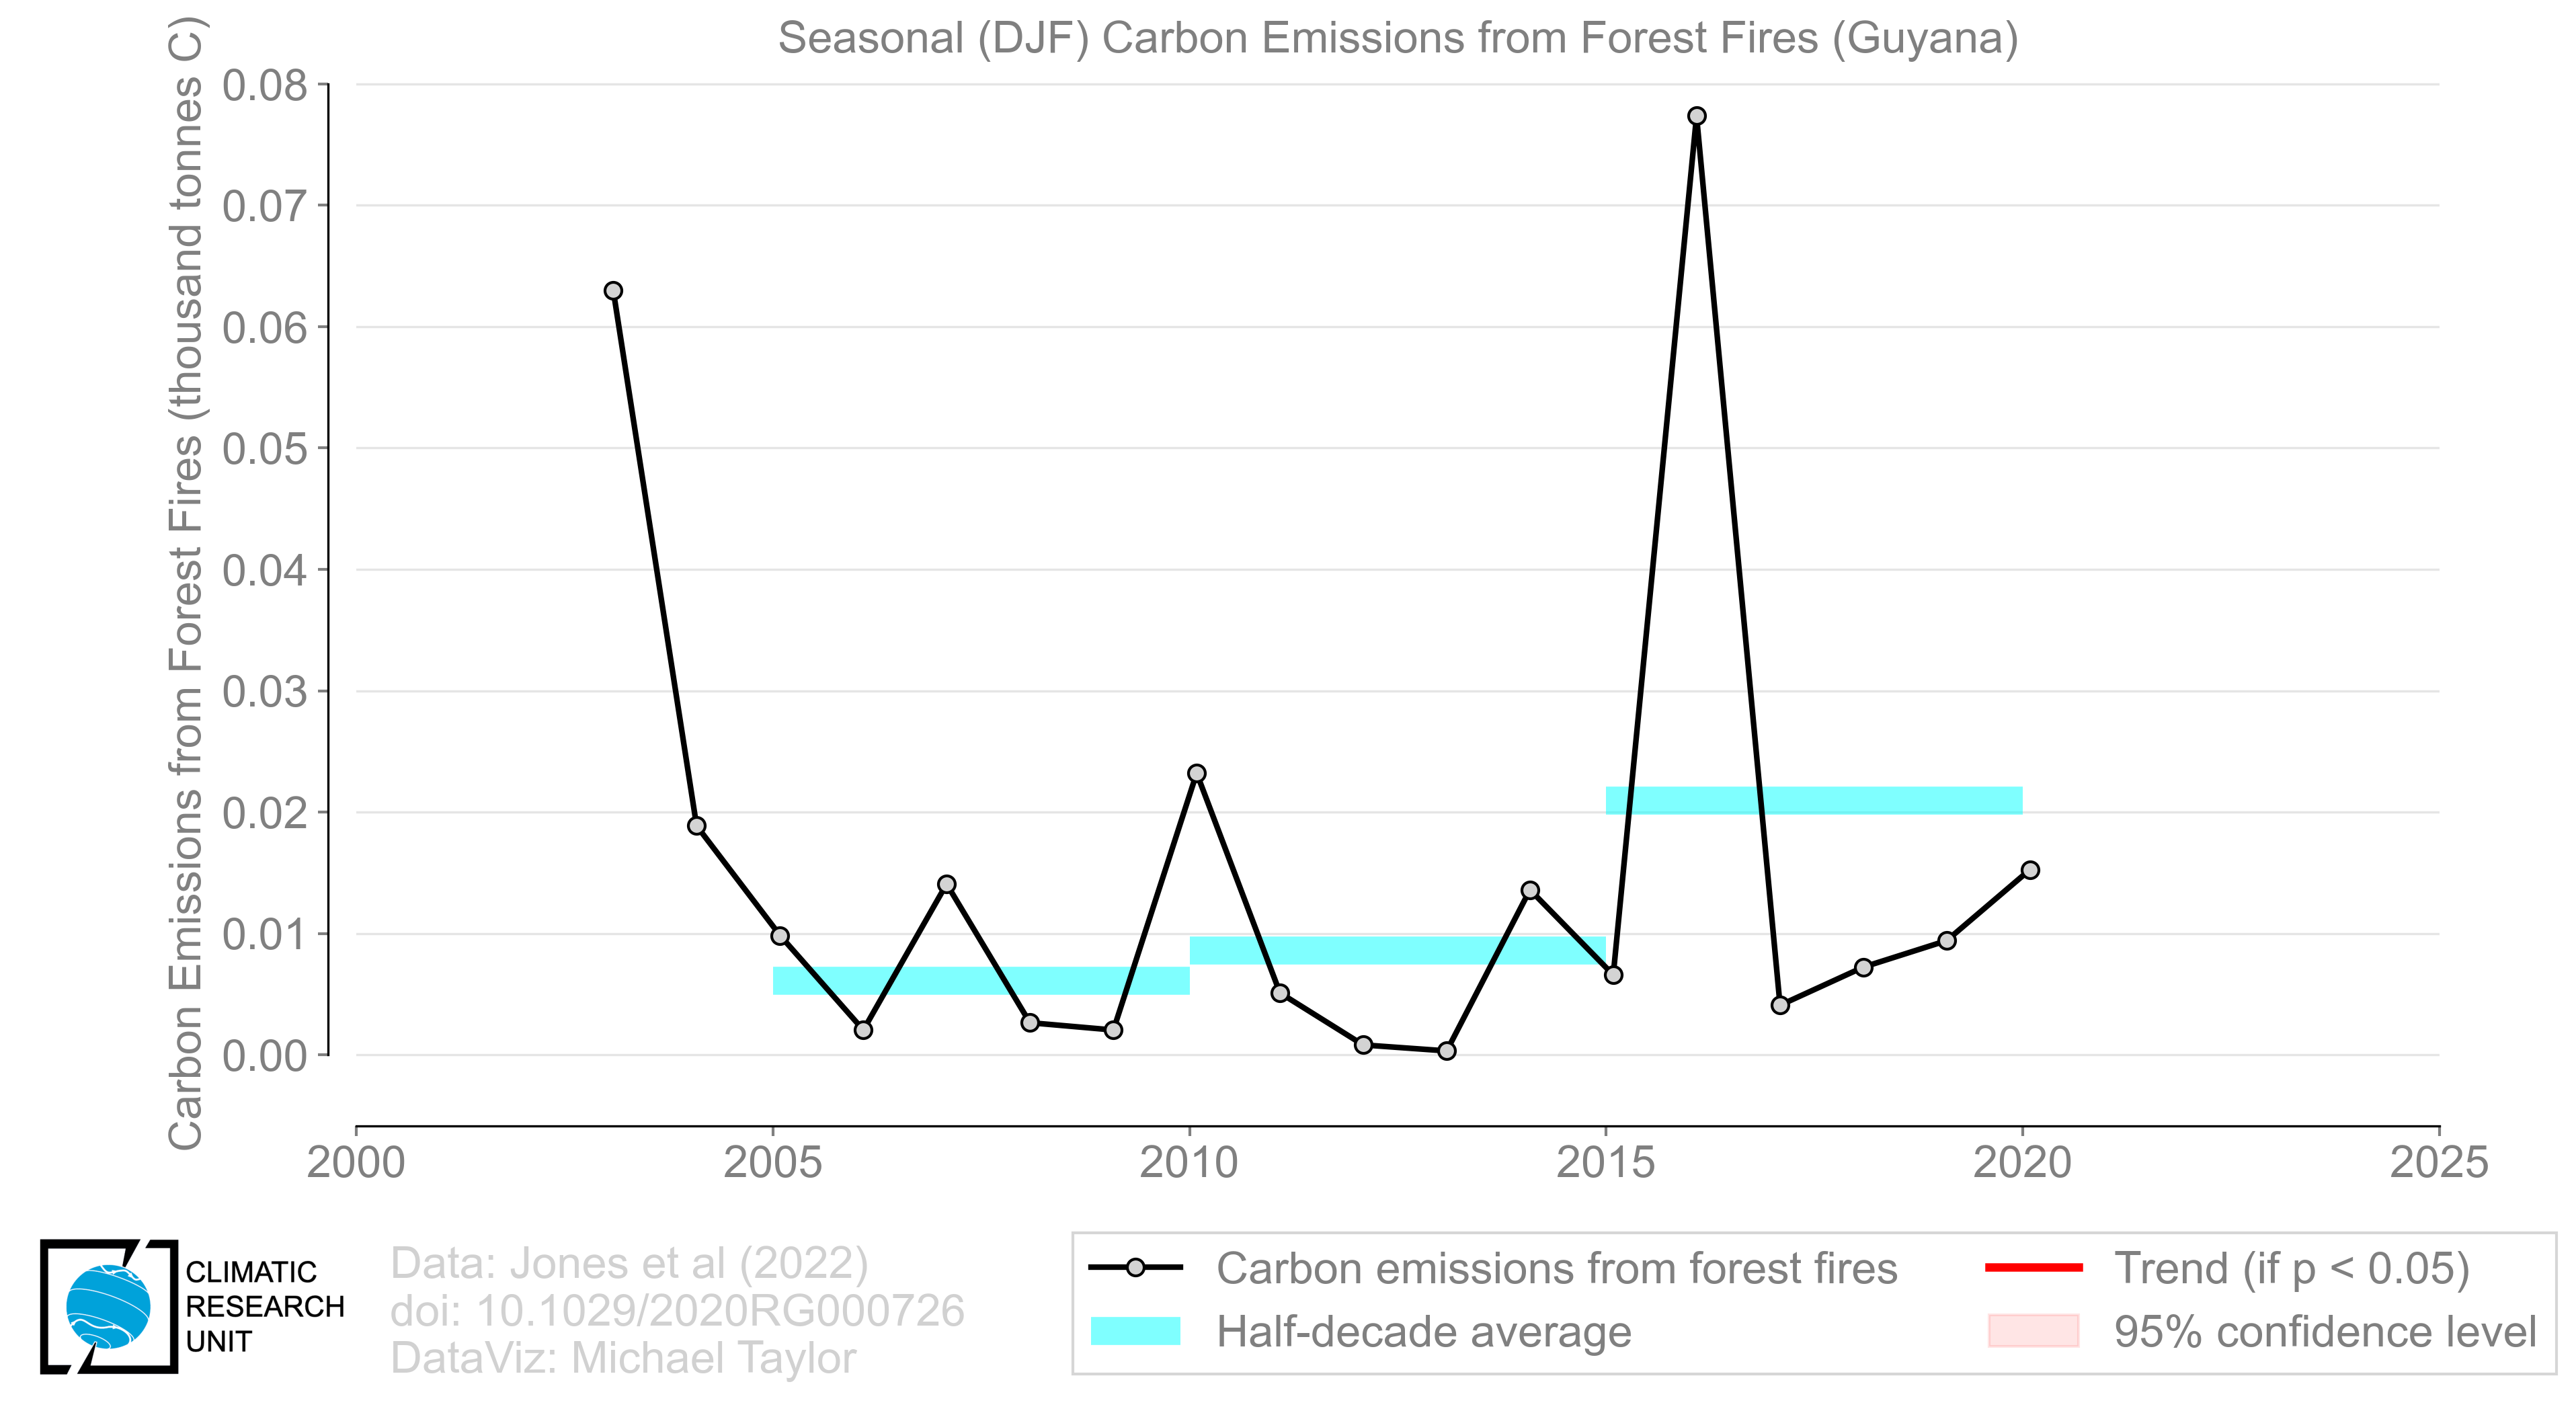 Seasonal (DJF) Carbon Emissions from Forest Fires (Guyana)
Carbon Emissions from Forest Fires (thousand tonnes C)
0.08
0.07
0.06
0.05
0.04
0.03
0.02
0.01
0.00
2000 2005 2010 2015 2020 2025
CLIMATIC
RESEARCH
UNIT
Data: Jones et al (2022)
doi: 10.1029/2020RG000726
DataViz: Michael Taylor
Carbon emissions from forest fires
Half-decade average
Trend (if p < 0.05)
95% confidence level